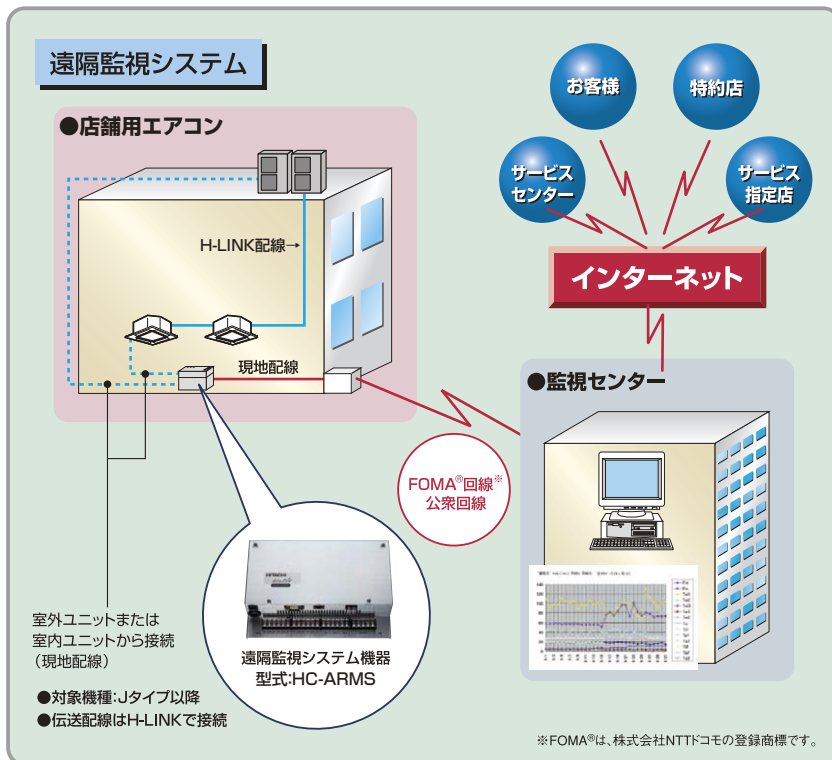 遠隔監視システム
●店舗用エアコン
H-LINK配線→
現地配線
お客様
特約店
サービス
センター
サービス
指定店
インターネット
●監視センター
FOMA®回線※
公衆回線
HITACHI
遠隔監視システム機器
型式:HC-ARMS
室外ユニットまたは
室内ユニットから接続
(現地配線)
●対象機種:Jタイプ以降
●伝送配線はH-LINKで接続
※FOMA®は、株式会社NTTドコモの登録商標です。